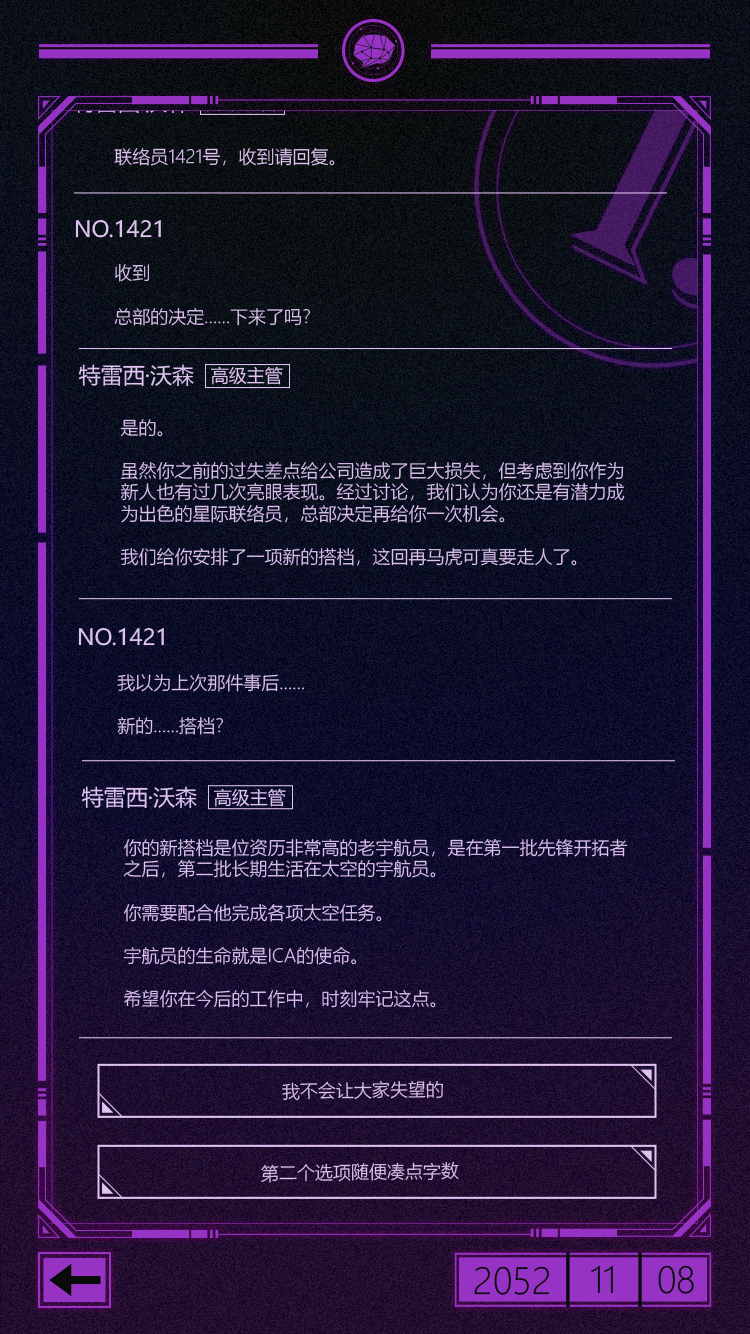 联络员1421号，收到请回复。
NO.1421
收到
总部的决定......下来了吗？
特雷西·沃森 高级主管
是的。
虽然你之前的过失差点给公司造成了巨大损失，但考虑到你作为
新人也有过几次亮眼表现。经过讨论，我们认为你还是有潜力成
为出色的星际联络员，总部决定再给你一次机会。
我们给你安排了一项新的搭档，这回再马虎可真要走人了。
NO.1421
我以为上次那件事后......
新的......搭档？
特雷西·沃森 高级主管
你的新搭档是位资历非常高的老宇航员，是在第一批先锋开拓者
之后，第二批长期生活在太空的宇航员。
你需要配合他完成各项太空任务。
宇航员的生命就是ICA的使命。
希望你在今后的工作中，时刻牢记这点。
我不会让大家失望的
第二个选项随便凑点字数
2052 11 08